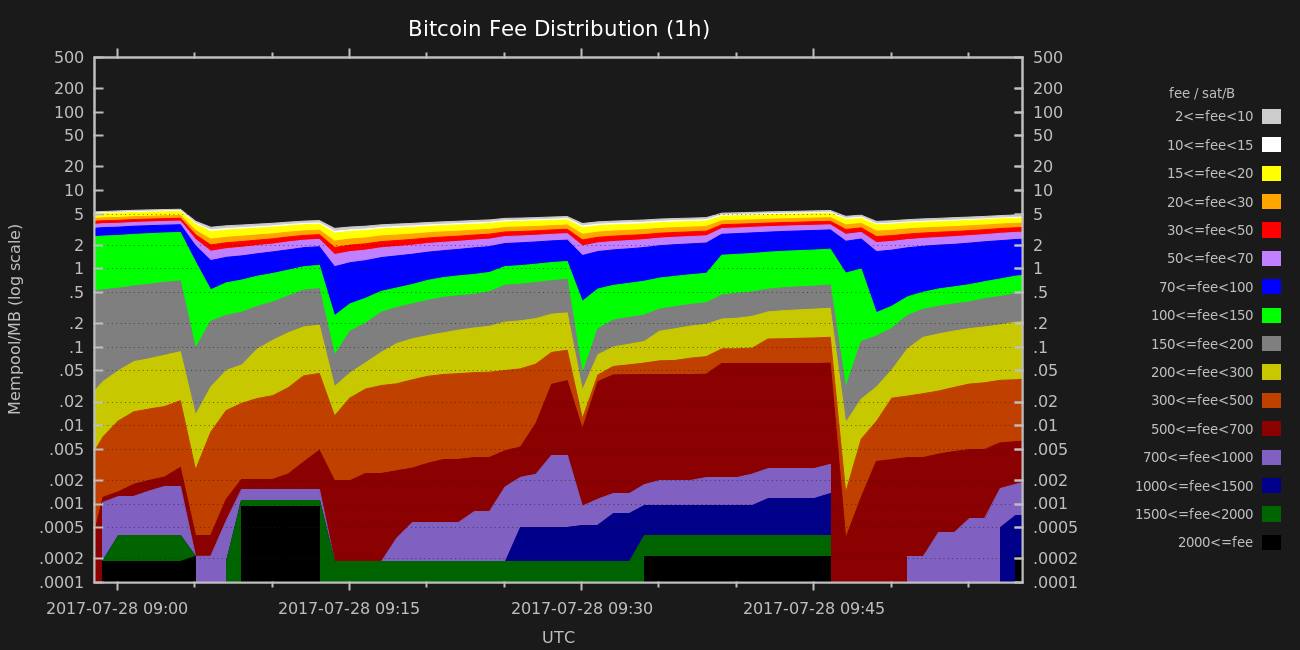 Bitcoin Fee Distribution (1h)
500
200
100
50
20
10
5
2
1
.5
.2
.1
.05
.02
.01
.005
.002
.001
.0005
.0002
.0001
Mempool/MB (log scale)
500
200
100
50
20
10
5
2
1
.5
.2
.1
.05
.02
.01
.005
.002
.001
.0005
.0002
.0001
2017-07-28 09:00
2017-07-28 09:15
2017-07-28 09:30
2017-07-28 09:45
UTC
fee / sat/B
2<=fee<10
10<=fee<15
15<=fee<20
20<=fee<30
30<=fee<50
50<=fee<70
70<=fee<100
100<=fee<150
150<=fee<200
200<=fee<300
300<=fee<500
500<=fee<700
700<=fee<1000
1000<=fee<1500
1500<=fee<2000
2000<=fee